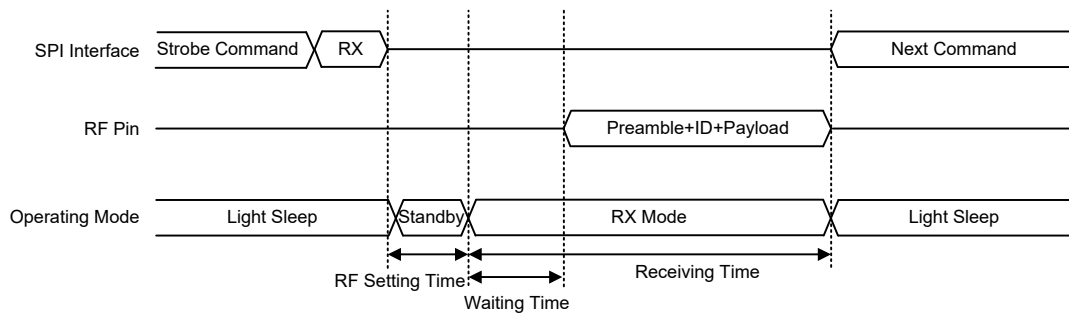 SPI Interface Strobe Command RX Next Command
RF Pin Preamble+ID+Payload
Operating Mode Light Sleep Standby RX Mode Light Sleep
RF Setting Time Receiving Time
Waiting Time